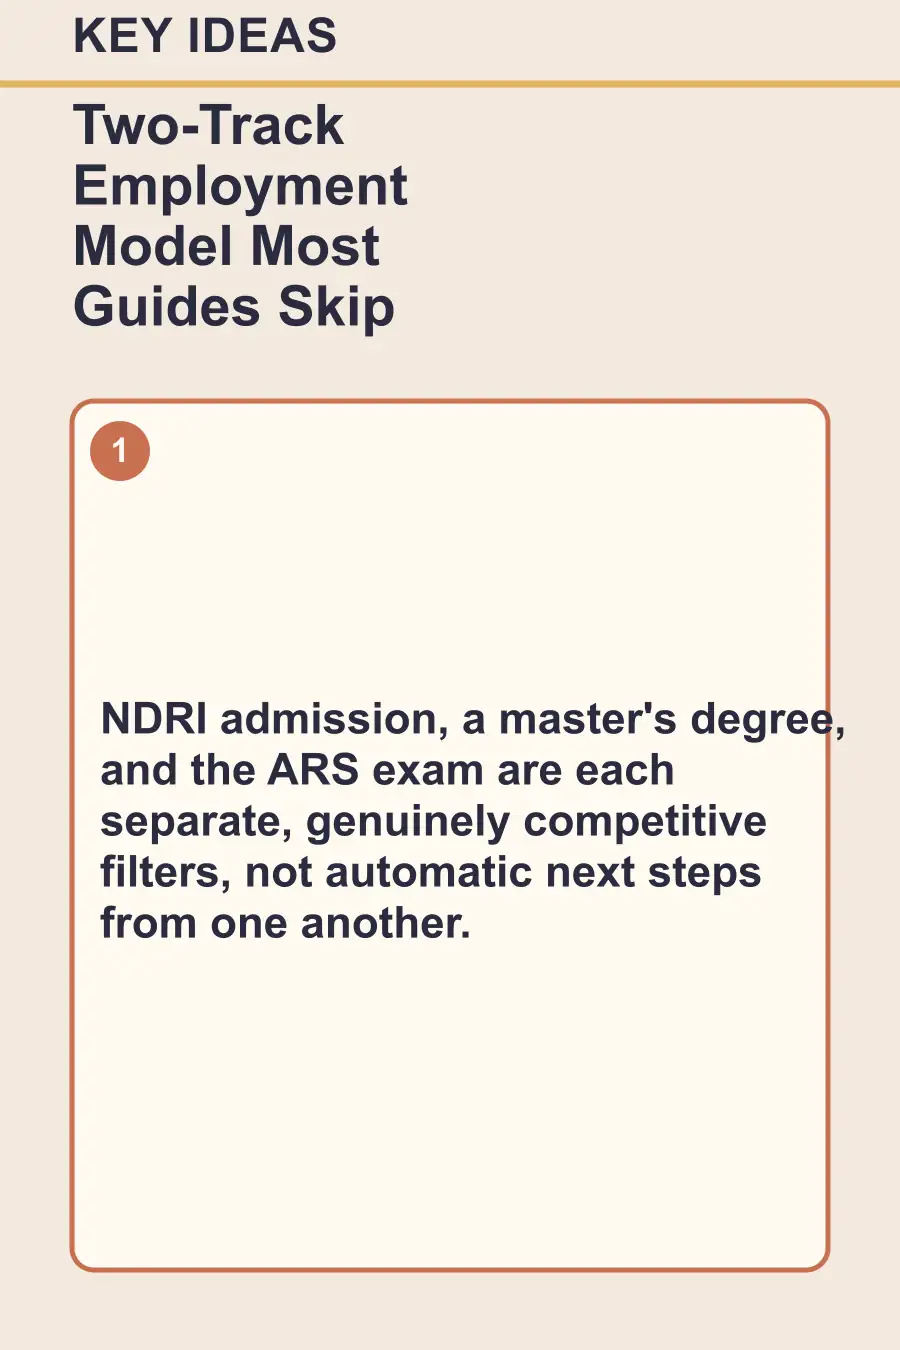 KEY IDEAS
Two-Track
Employment
Model Most
Guides Skip
1
NDRI admission, a master's degree,
and the ARS exam are each
separate, genuinely competitive
filters, not automatic next steps
from one another.